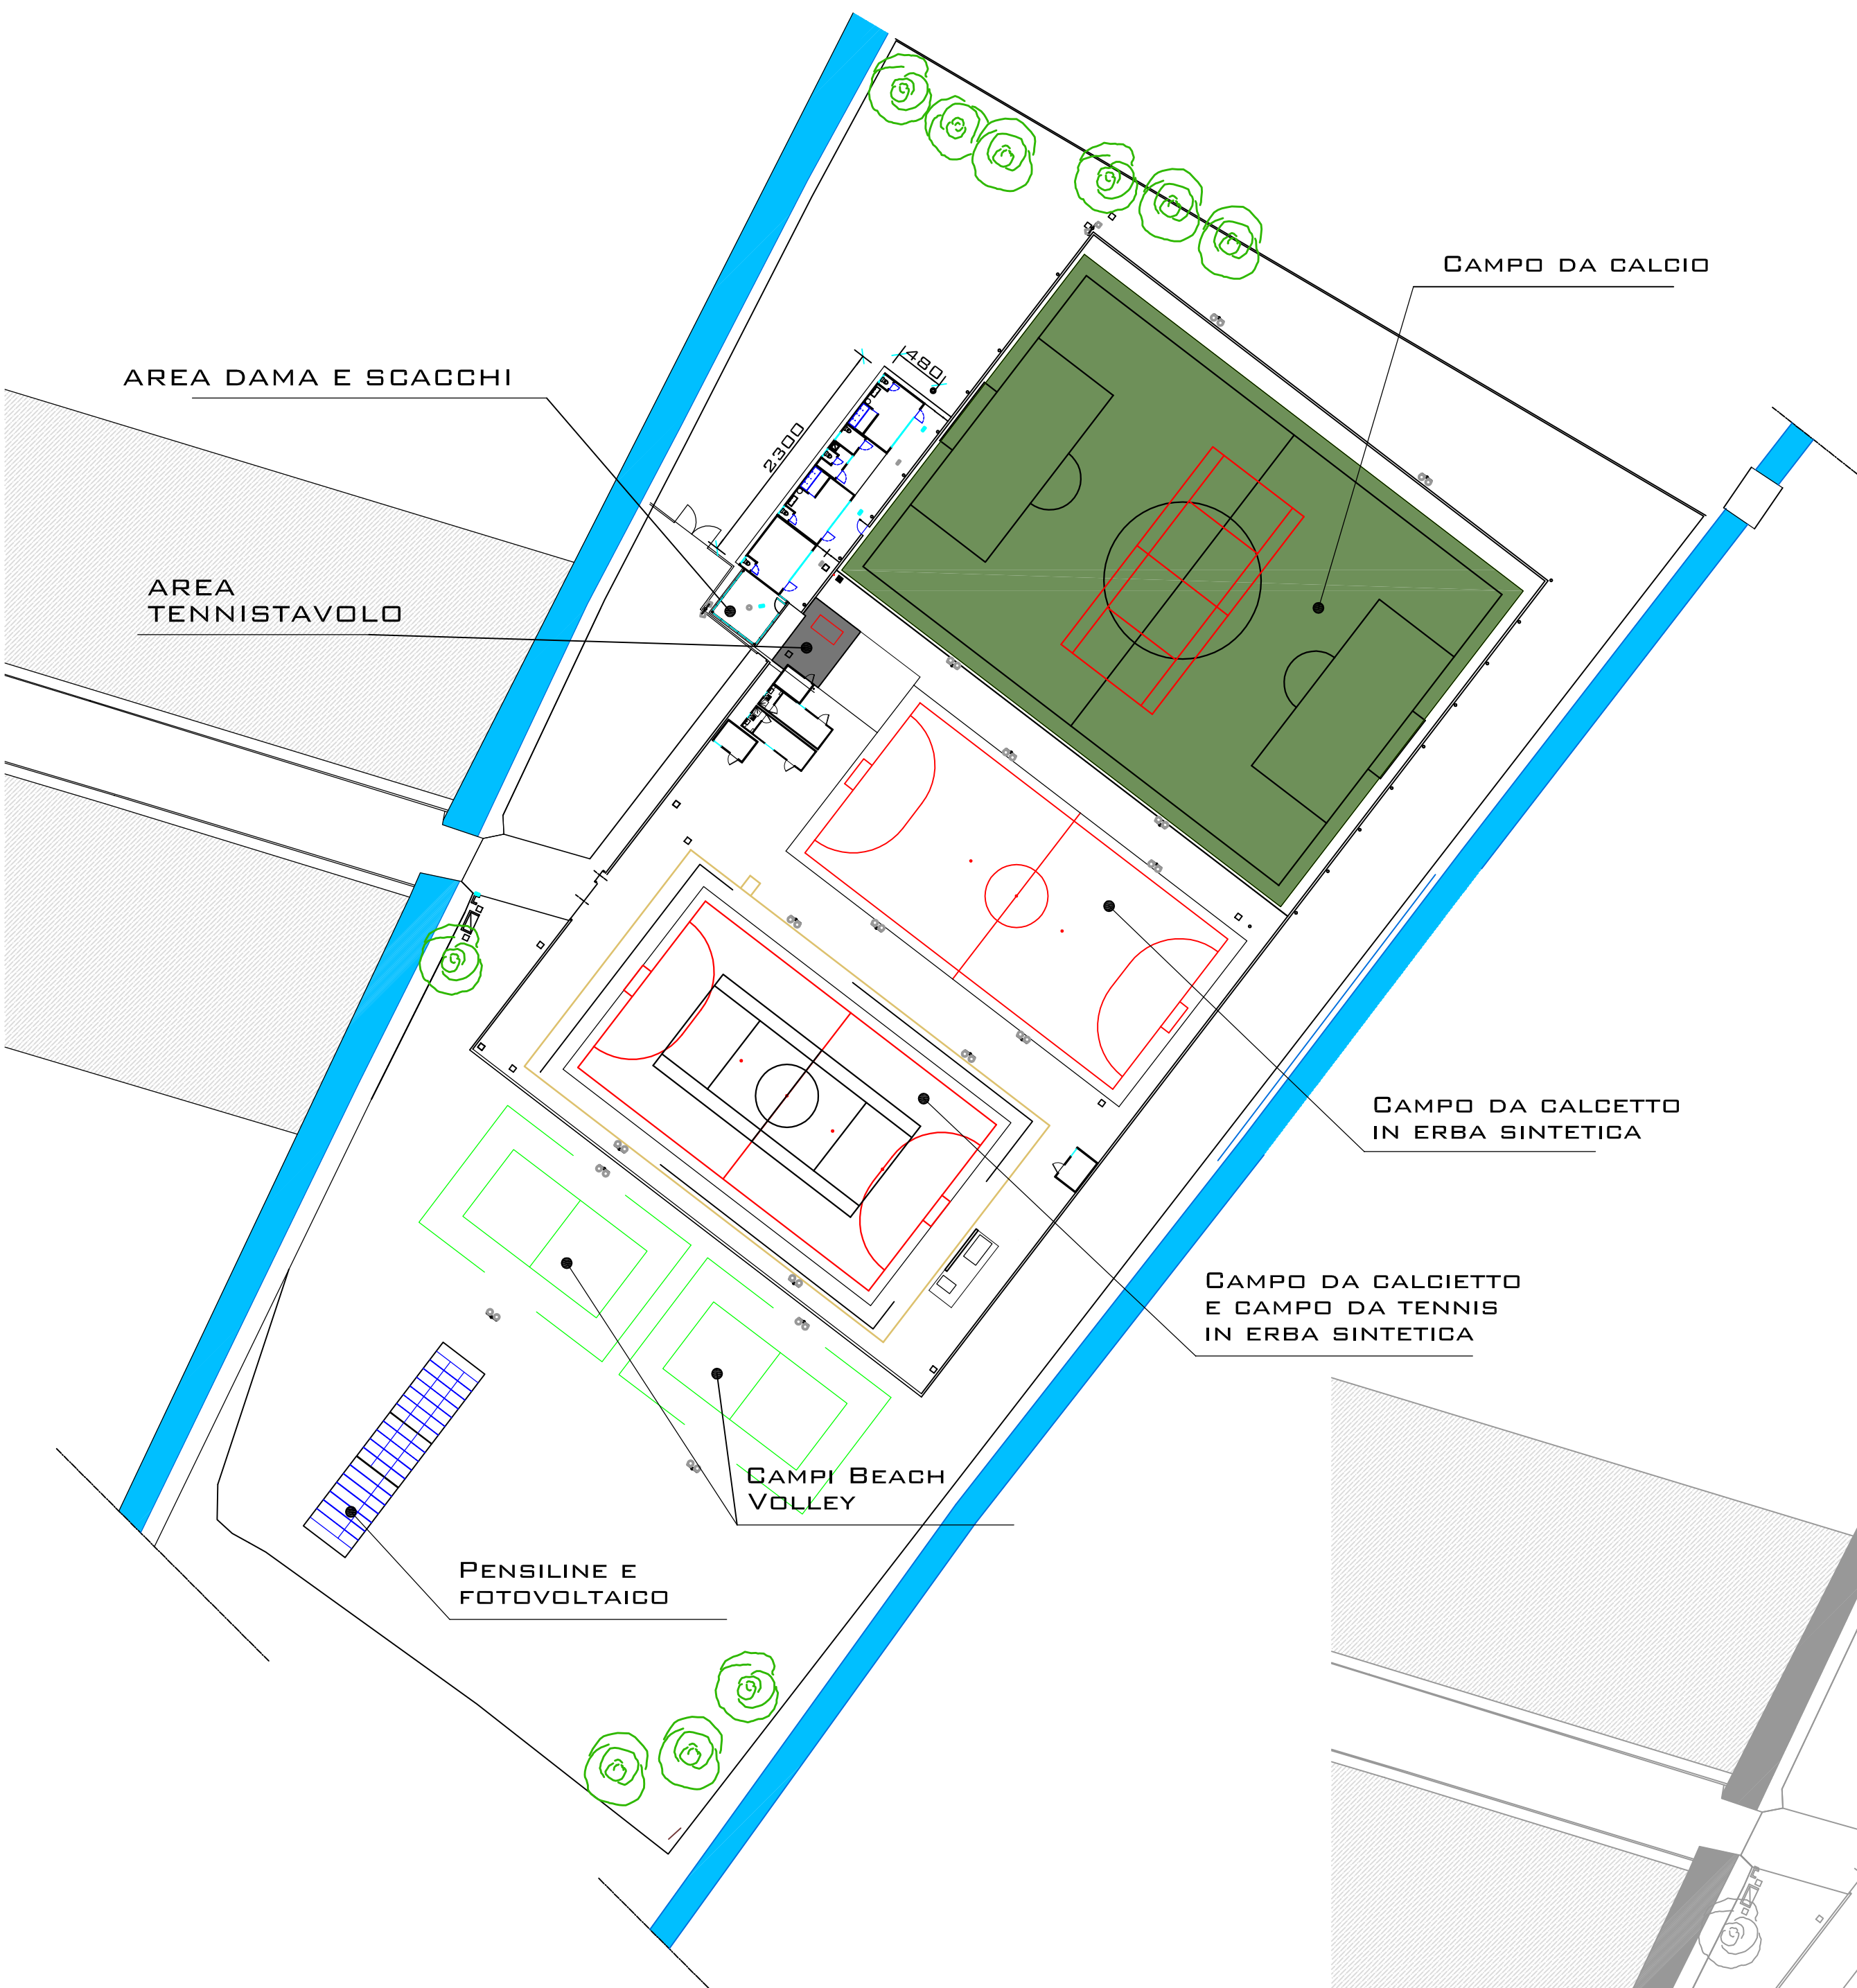 CAMPO DA CALCIO
480
AREA DAMA E SCACCHI
2300
AREA
TENNISTAVOLO
CAMPO DA CALCETTO
IN ERBA SINTETICA
CAMPO DA CALCIETTO
E CAMPO DA TENNIS
IN ERBA SINTETICA
CAMPI BEACH
VOLLEY
PENSILINE E
FOTOVOLTAICO